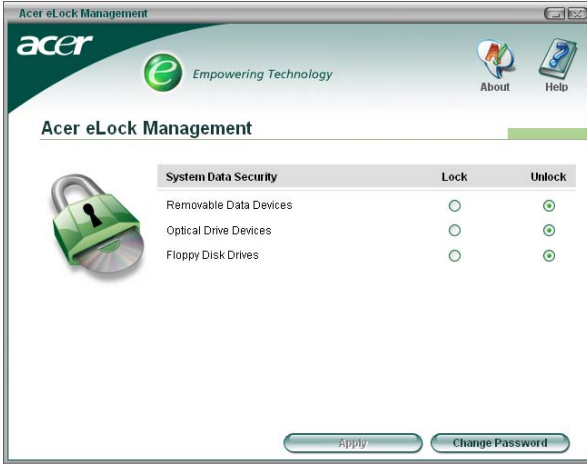 Acer eLock Management
acer
e Empowering Technology
About Help
Acer eLock Management
System Data Security Lock Unlock
Removable Data Devices
Optical Drive Devices
Floppy Disk Drives
Apply Change Password